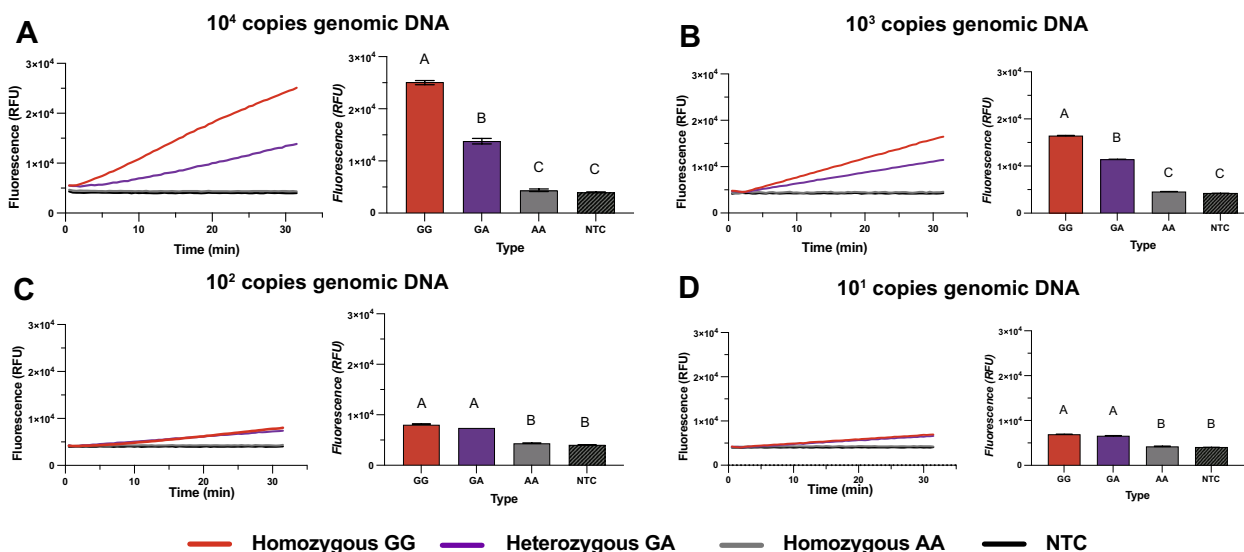 A
10⁴ copies genomic DNA
Fluorescence (RFU)
3×10⁴
2×10⁴
1×10⁴
0
0 10 20 30
Time (min)
Fluorescence (RFU)
3×10⁴
2×10⁴
1×10⁴
0
A
B
C
C
GG GA AA NTC
Type
B
10³ copies genomic DNA
Fluorescence (RFU)
3×10⁴
2×10⁴
1×10⁴
0
0 10 20 30
Time (min)
Fluorescence (RFU)
3×10⁴
2×10⁴
1×10⁴
0
A
B
C
C
GG GA AA NTC
Type
C
10² copies genomic DNA
Fluorescence (RFU)
3×10⁴
2×10⁴
1×10⁴
0
0 10 20 30
Time (min)
Fluorescence (RFU)
3×10⁴
2×10⁴
1×10⁴
0
A A B B
GG GA AA NTC
Type
D
10¹ copies genomic DNA
Fluorescence (RFU)
3×10⁴
2×10⁴
1×10⁴
0
0 10 20 30
Time (min)
Fluorescence (RFU)
3×10⁴
2×10⁴
1×10⁴
0
A A B B
GG GA AA NTC
Type
Homozygous GG Heterozygous GA Homozygous AA NTC